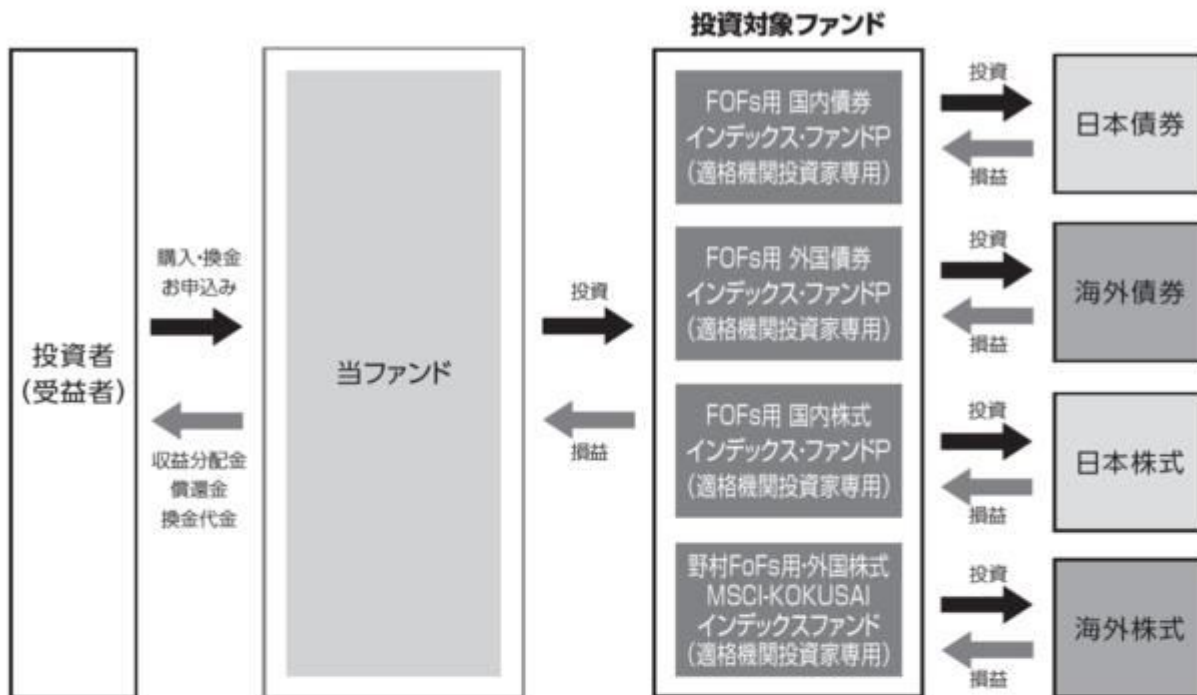 投資対象ファンド
投資者
(受益者)
購入・換金
お申込み
収益分配金
償還金
換金代金
当ファンド
投資
損益
FOFs用 国内債券
インデックス・ファンドP
(適格機関投資家専用)
投資
損益
日本債券
FOFs用 外国債券
インデックス・ファンドP
(適格機関投資家専用)
投資
損益
海外債券
FOFs用 国内株式
インデックス・ファンドP
(適格機関投資家専用)
投資
損益
日本株式
野村FoFs用・外国株式
MSCI-KOKUSAI
インデックスファンド
(適格機関投資家専用)
投資
損益
海外株式